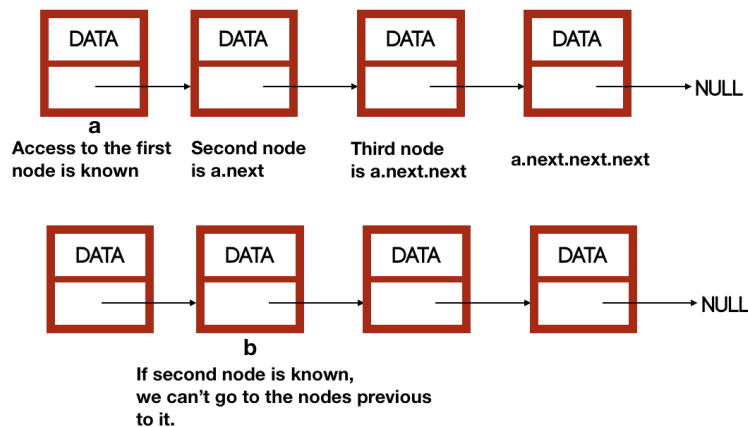 DATA DATA DATA DATA
NULL
a
Access to the first
node is known
Second node
is a.next
Third node
is a.next.next
a.next.next.next
DATA DATA DATA DATA
NULL
b
If second node is known,
we can't go to the nodes previous
to it.